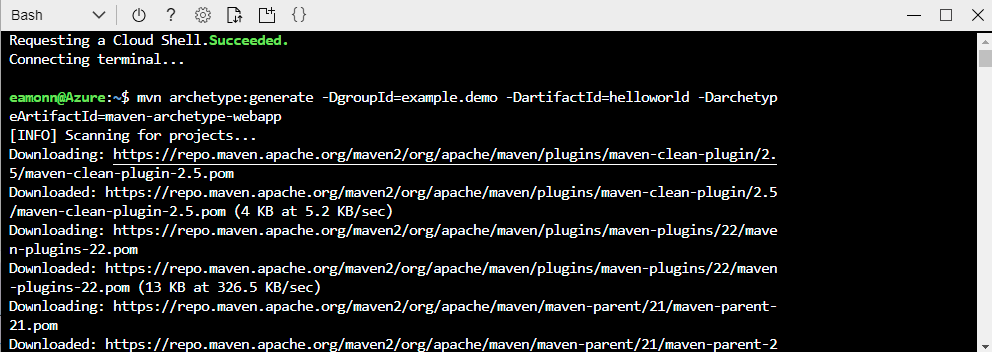 Bash
?
{}
Requesting a Cloud Shell.Succeeded.
Connecting terminal...
eamonn@Azure:~$ mvn archetype:generate -DgroupId=example.demo -DartifactId=helloworld -Darchetyp
eArtifactId=maven-archetype-webapp
[INFO] Scanning for projects...
Downloading: https://repo.maven.apache.org/maven2/org/apache/maven/plugins/maven-clean-plugin/2.
5/maven-clean-plugin-2.5.pom
Downloaded: https://repo.maven.apache.org/maven2/org/apache/maven/plugins/maven-clean-plugin/2.5
/maven-clean-plugin-2.5.pom (4 KB at 5.2 KB/sec)
Downloading: https://repo.maven.apache.org/maven2/org/apache/maven/plugins/maven-plugins/22/mave
n-plugins-22.pom
Downloaded: https://repo.maven.apache.org/maven2/org/apache/maven/plugins/maven-plugins/22/maven
-plugins-22.pom (13 KB at 326.5 KB/sec)
Downloading: https://repo.maven.apache.org/maven2/org/apache/maven/maven-parent/21/maven-parent-
21.pom
Downloaded: https://repo.maven.apache.org/maven2/org/apache/maven/maven-parent/21/maven-parent-2